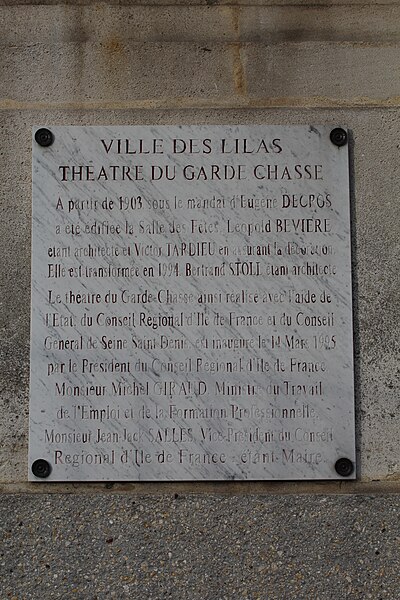 VILLE DES LILAS
THEATRE DU GARDE CHASSE
A partir de 1903 sous le mandat d'Eugène DECROS
a été édifiée la Salle des Fêtes, Léopold BEVIERE
étant architecte et Victor TARDIEU en assurant la décoration.
Elle est transformée en 1994, Bertrand STOLL étant architecte
Le théatre du Garde-Chasse ainsi réalisé avec l'aide de
l'Etat, du Conseil Régional d'Ile de France et du Conseil
Général de Seine Saint Denis, est inauguré le 11 Mars 1995
par le Président du Conseil Régional d'Ile de France
Monsieur Michel GIRAUD, Ministre du Travail
de l'Emploi et de la Formation Professionnelle,
Monsieur Jean-Jack SALLES, Vice-Président du Conseil
Régional d'Ile de France étant Maire.